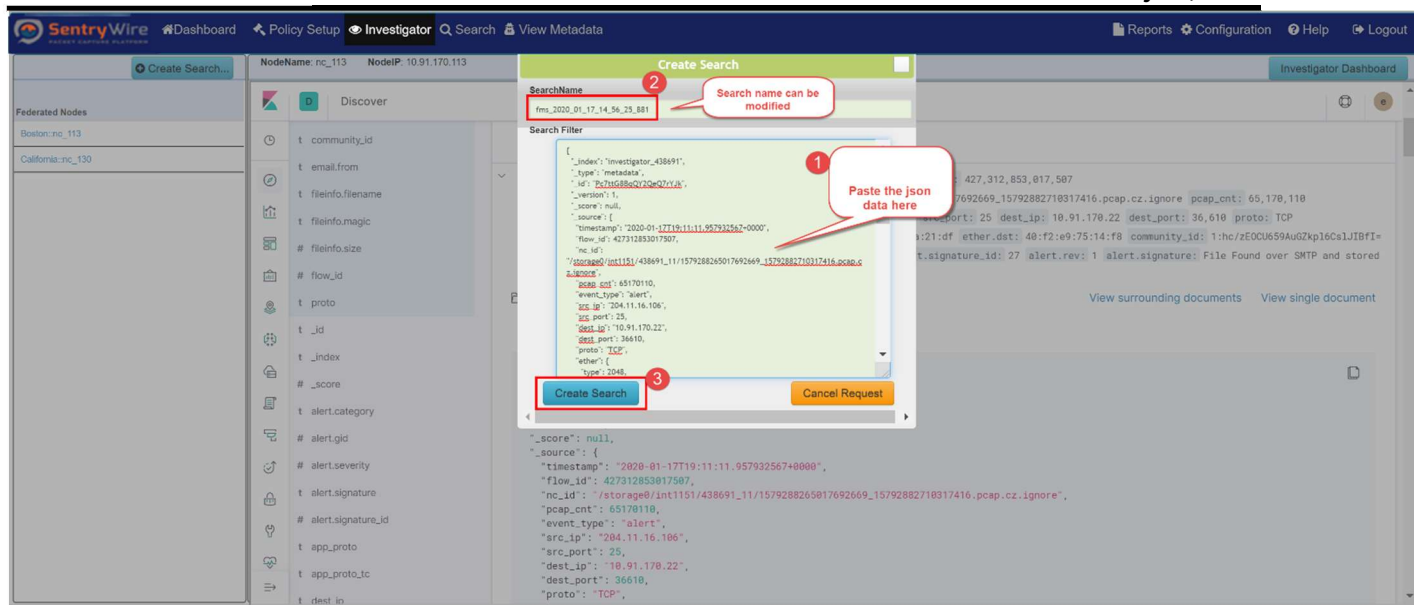 SentryWire
PACKET CAPTURE PLATFORM
Dashboard
Policy Setup
Investigator
Search
View Metadata
Reports
Configuration
Help
Logout
Create Search...
NodeName: nc_113 NodeIP: 10.91.170.113
Investigator Dashboard
Federated Nodes
Boston::nc_113
California::nc_130
D Discover
e
t community_id
t email.from
t fileinfo.filename
t fileinfo.magic
# fileinfo.size
# flow_id
t proto
t _id
t _index
# _score
t alert.category
# alert.gid
# alert.severity
t alert.signature
# alert.signature_id
t app_proto
t app_proto_tc
t dest_ip
Create Search
SearchName
2
Search name can be
modified
fms_2020_01_17_14_56_25_881
Search Filter
{
"_index": "investigator_438691",
"_type": "metadata",
"_id": "Pc7ttG8BqQY2QeQ7rYJk",
"_version": 1,
"_score": null,
"_source": {
"timestamp": "2020-01-17T19:11:11.957932567+0000",
"flow_id": 427312853017507,
"nc_id":
"/storage0/int1151/438691_11/1579288265017692669_15792882710317416.pcap.c
z.ignore",
"pcap_cnt": 65170110,
"event_type": "alert",
"src_ip": "204.11.16.106",
"src_port": 25,
"dest_ip": "10.91.170.22",
"dest_port": 36610,
"proto": "TCP",
"ether": {
"type": 2048,
1
Paste the json
data here
3
Create Search
Cancel Request
427,312,853,017,507
7692669_15792882710317416.pcap.cz.ignore pcap_cnt: 65,170,110
port: 25 dest_ip: 10.91.170.22 dest_port: 36,610 proto: TCP
a:21:df ether.dst: 40:f2:e9:75:14:f8 community_id: 1:hc/zEOCU659AuGZkpl6CslJIBfI=
t.signature_id: 27 alert.rev: 1 alert.signature: File Found over SMTP and stored
View surrounding documents View single document
"_score": null,
"_source": {
"timestamp": "2020-01-17T19:11:11.957932567+0000",
"flow_id": 427312853017507,
"nc_id": "/storage0/int1151/438691_11/1579288265017692669_15792882710317416.pcap.cz.ignore",
"pcap_cnt": 65170110,
"event_type": "alert",
"src_ip": "204.11.16.106",
"src_port": 25,
"dest_ip": "10.91.170.22",
"dest_port": 36610,
"proto": "TCP",